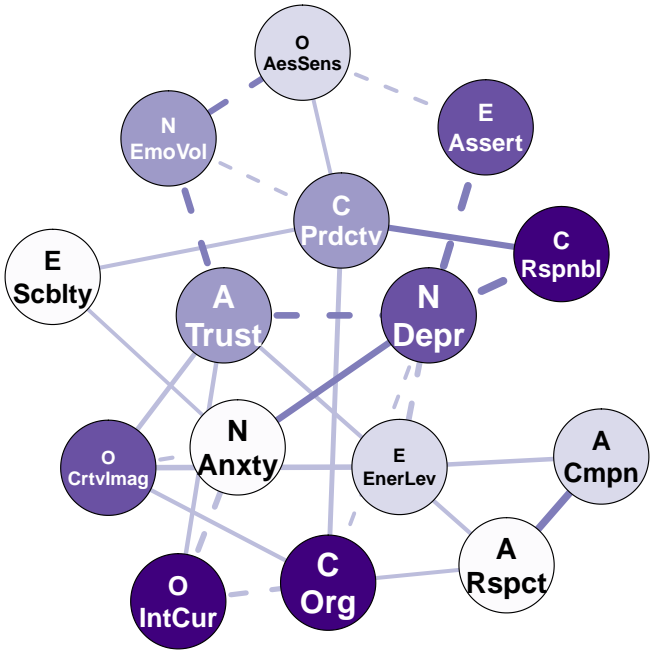 O
AesSens
E
Assert
N
EmoVol
C
Prdctv
C
Rspnbl
E
Scblty
A
Trust
N
Depr
N
Anxty
E
EnerLev
A
Cmpn
O
CrtvImag
A
Rspct
C
Org
O
IntCur